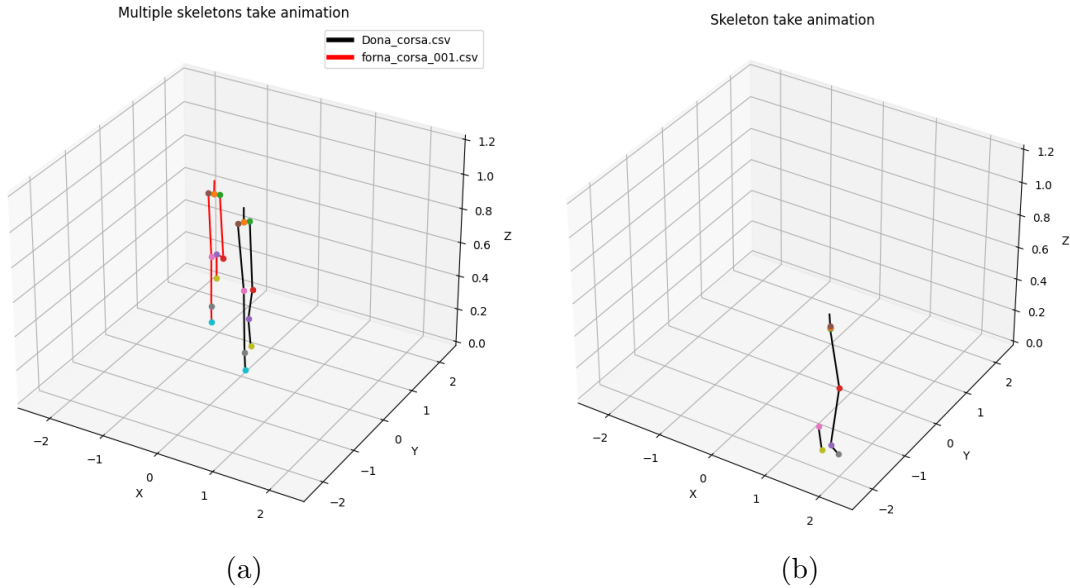 Multiple skeletons take animation
Dona_corsa.csv
forna_corsa_001.csv
1.2
1.0
0.8
0.6
0.4
0.2
0.0
Z
2
1
0
−1
−2
Y
−2
−1
0
1
2
X
(a)
Skeleton take animation
1.2
1.0
0.8
0.6
0.4
0.2
0.0
Z
2
1
0
−1
−2
Y
−2
−1
0
1
2
X
(b)